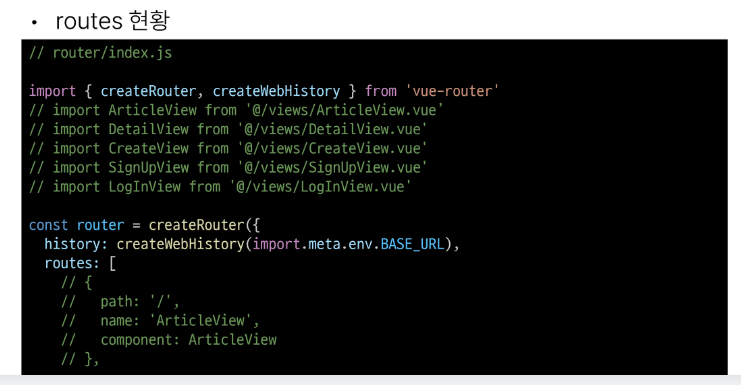 • routes 현황
// router/index.js
import { createRouter, createWebHistory } from 'vue-router'
// import ArticleView from '@/views/ArticleView.vue'
// import DetailView from '@/views/DetailView.vue'
// import CreateView from '@/views/CreateView.vue'
// import SignUpView from '@/views/SignUpView.vue'
// import LogInView from '@/views/LogInView.vue'
const router = createRouter({
history: createWebHistory(import.meta.env.BASE_URL),
routes: [
// {
//   path: '/',
//   name: 'ArticleView',
//   component: ArticleView
// },